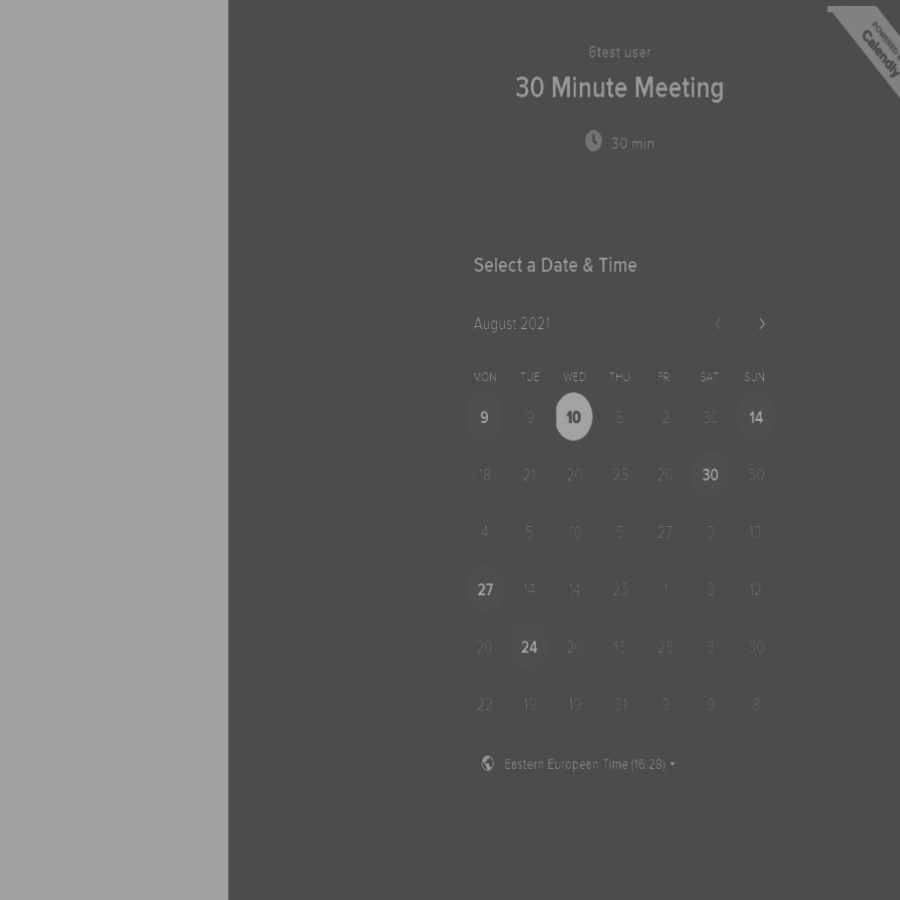 6test user
30 Minute Meeting
30 min
POWERED
Calendly
Select a Date & Time
August 2021
MON TUE WED THU FRI SAT SUN
9 9 10 5 2 30 14
18 21 20 25 20 30 30
4 5 10 5 27 3 13
27 14 14 25 1 3 12
20 24 20 13 25 3 30
22 19 19 31 9 9 8
Eastern European Time (16:28)